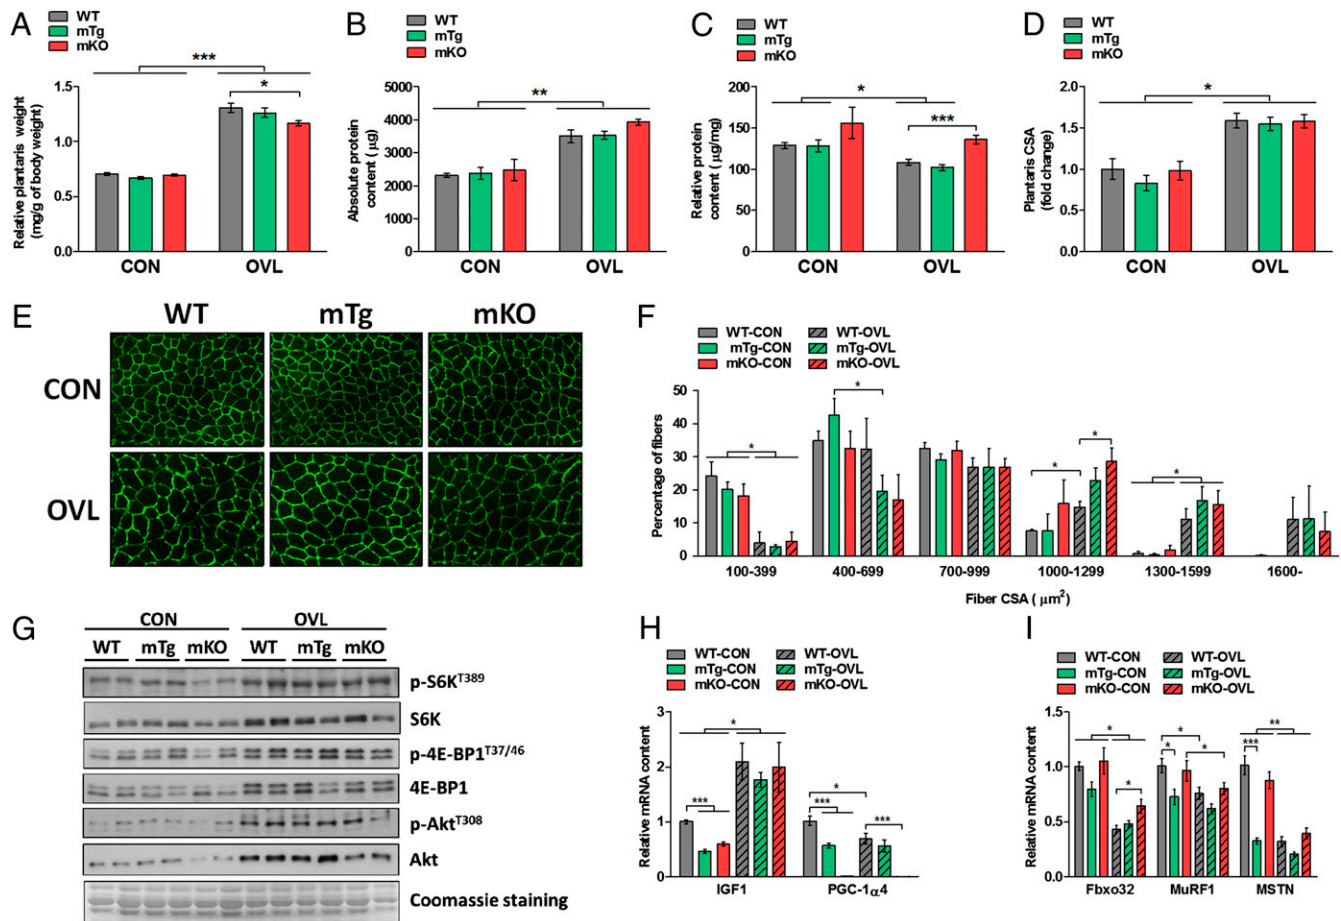 A
WT
mTg
mKO
***
*
Relative plantaris weight
(mg/g of body weight)
1.5
1.0
0.5
0.0
CON
OVL
B
WT
mTg
mKO
**
Absolute protein
content ( µg)
5000
4000
3000
2000
1000
0
CON
OVL
C
WT
mTg
mKO
*
***
Relative protein
content ( µg/mg)
200
150
100
50
0
CON
OVL
D
WT
mTg
mKO
*
Plantaris CSA
(fold change)
2.0
1.5
1.0
0.5
0.0
CON
OVL
E
WT
mTg
mKO
CON
OVL
F
WT-CON
mTg-CON
mKO-CON
WT-OVL
mTg-OVL
mKO-OVL
Percentage of fibers
50
40
30
20
10
0
*
*
*
*
*
100-399
400-699
700-999
1000-1299
1300-1599
1600-
Fiber CSA ( µm²)
G
CON
OVL
WT
mTg
mKO
WT
mTg
mKO
p-S6K^T389
S6K
p-4E-BP1^T37/46
4E-BP1
p-Akt^T308
Akt
Coomassie staining
H
WT-CON
mTg-CON
mKO-CON
WT-OVL
mTg-OVL
mKO-OVL
Relative mRNA content
3
2
1
0
*
***
*
***
***
IGF1
PGC-1α4
I
WT-CON
mTg-CON
mKO-CON
WT-OVL
mTg-OVL
mKO-OVL
Relative mRNA content
1.5
1.0
0.5
0.0
*
*
*
*
*
**
***
Fbxo32
MuRF1
MSTN